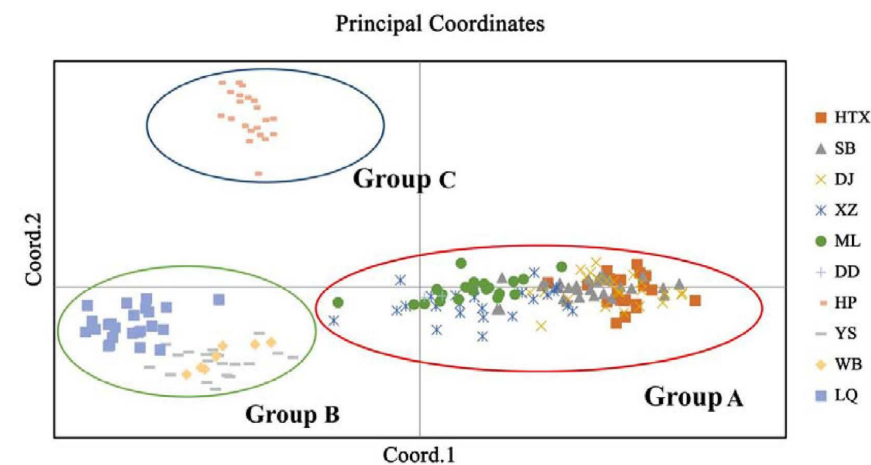 Principal Coordinates
Coord.2
Group C
Group B
Group A
Coord.1
HTX
SB
DJ
XZ
ML
DD
HP
YS
WB
LQ